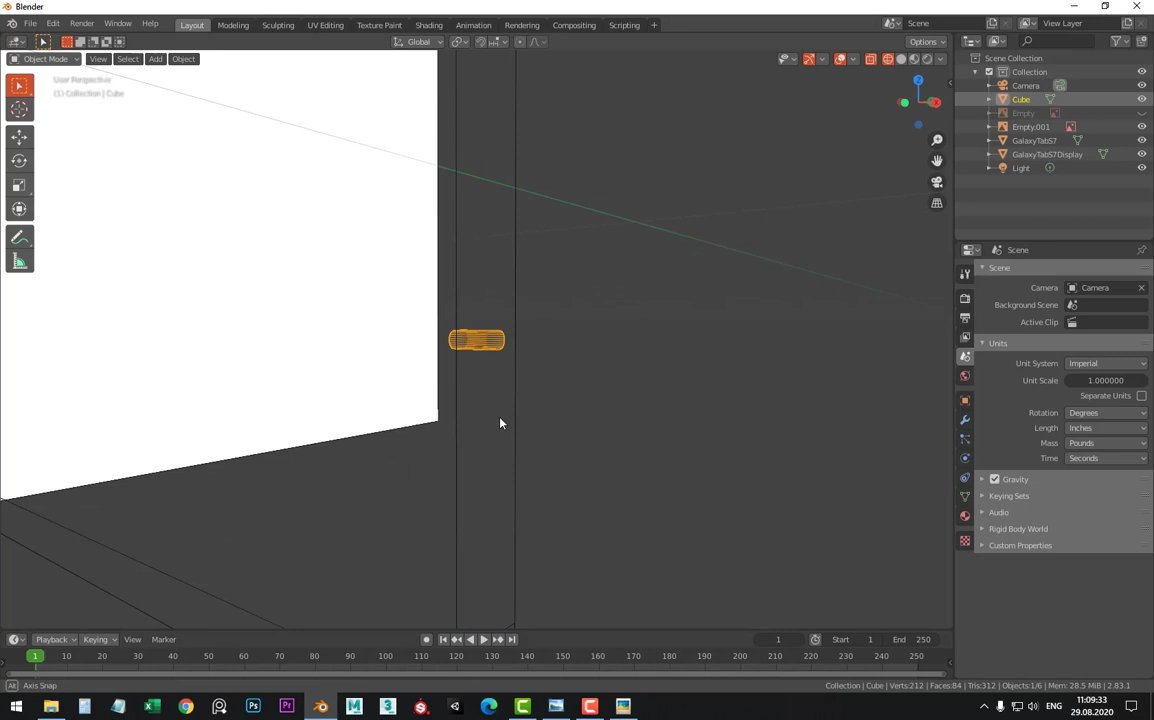 Blender
File Edit Render Window Help Layout Modeling Sculpting UV Editing Texture Paint Shading Animation Rendering Compositing Scripting + Scene View Layer
Global Options
Object Mode View Select Add Object
User Perspective
(1) Collection | Cube
Z
X
Scene Collection
Collection
Camera
Cube
Empty
Empty.001
GalaxyTabS7
GalaxyTabS7Display
Light
Scene
Scene
Camera Camera
Background Scene
Active Clip
Units
Unit System Imperial
Unit Scale 1.000000
Separate Units
Rotation Degrees
Length Inches
Mass Pounds
Time Seconds
Gravity
Keying Sets
Audio
Rigid Body World
Custom Properties
Playback Keying View Marker 1 Start 1 End 250
1 10 20 30 40 50 60 70 80 90 100 110 120 130 140 150 160 170 180 190 200 210 220 230 240 250
Alt Axis Snap Collection | Cube | Verts:212 | Faces:84 | Tris:312 | Objects:1/6 | Mem: 28.5 MiB | 2.83.1
Ps Pr ENG 11:09:33
29.08.2020